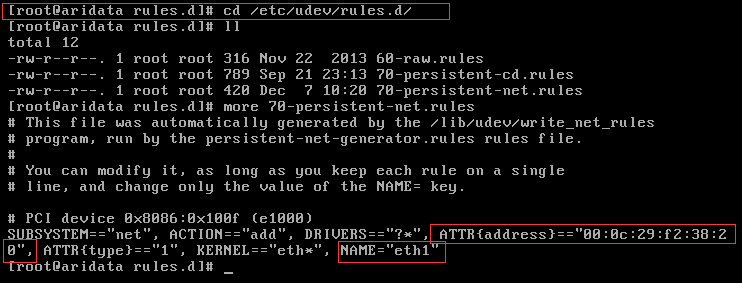 [root@aridata rules.d]# cd /etc/udev/rules.d/
[root@aridata rules.d]# ll
total 12
-rw-r--r--. 1 root root 316 Nov 22  2013 60-raw.rules
-rw-r--r--. 1 root root 789 Sep 21 23:13 70-persistent-cd.rules
-rw-r--r--. 1 root root 420 Dec  7 10:20 70-persistent-net.rules
[root@aridata rules.d]# more 70-persistent-net.rules
# This file was automatically generated by the /lib/udev/write_net_rules
# program, run by the persistent-net-generator.rules rules file.
#
# You can modify it, as long as you keep each rule on a single
# line, and change only the value of the NAME= key.
# PCI device 0x8086:0x100f (e1000)
SUBSYSTEM=="net", ACTION=="add", DRIVERS=="?*", ATTR{address}=="00:0c:29:f2:38:2
0", ATTR{type}=="1", KERNEL=="eth*", NAME="eth1"
[root@aridata rules.d]# _